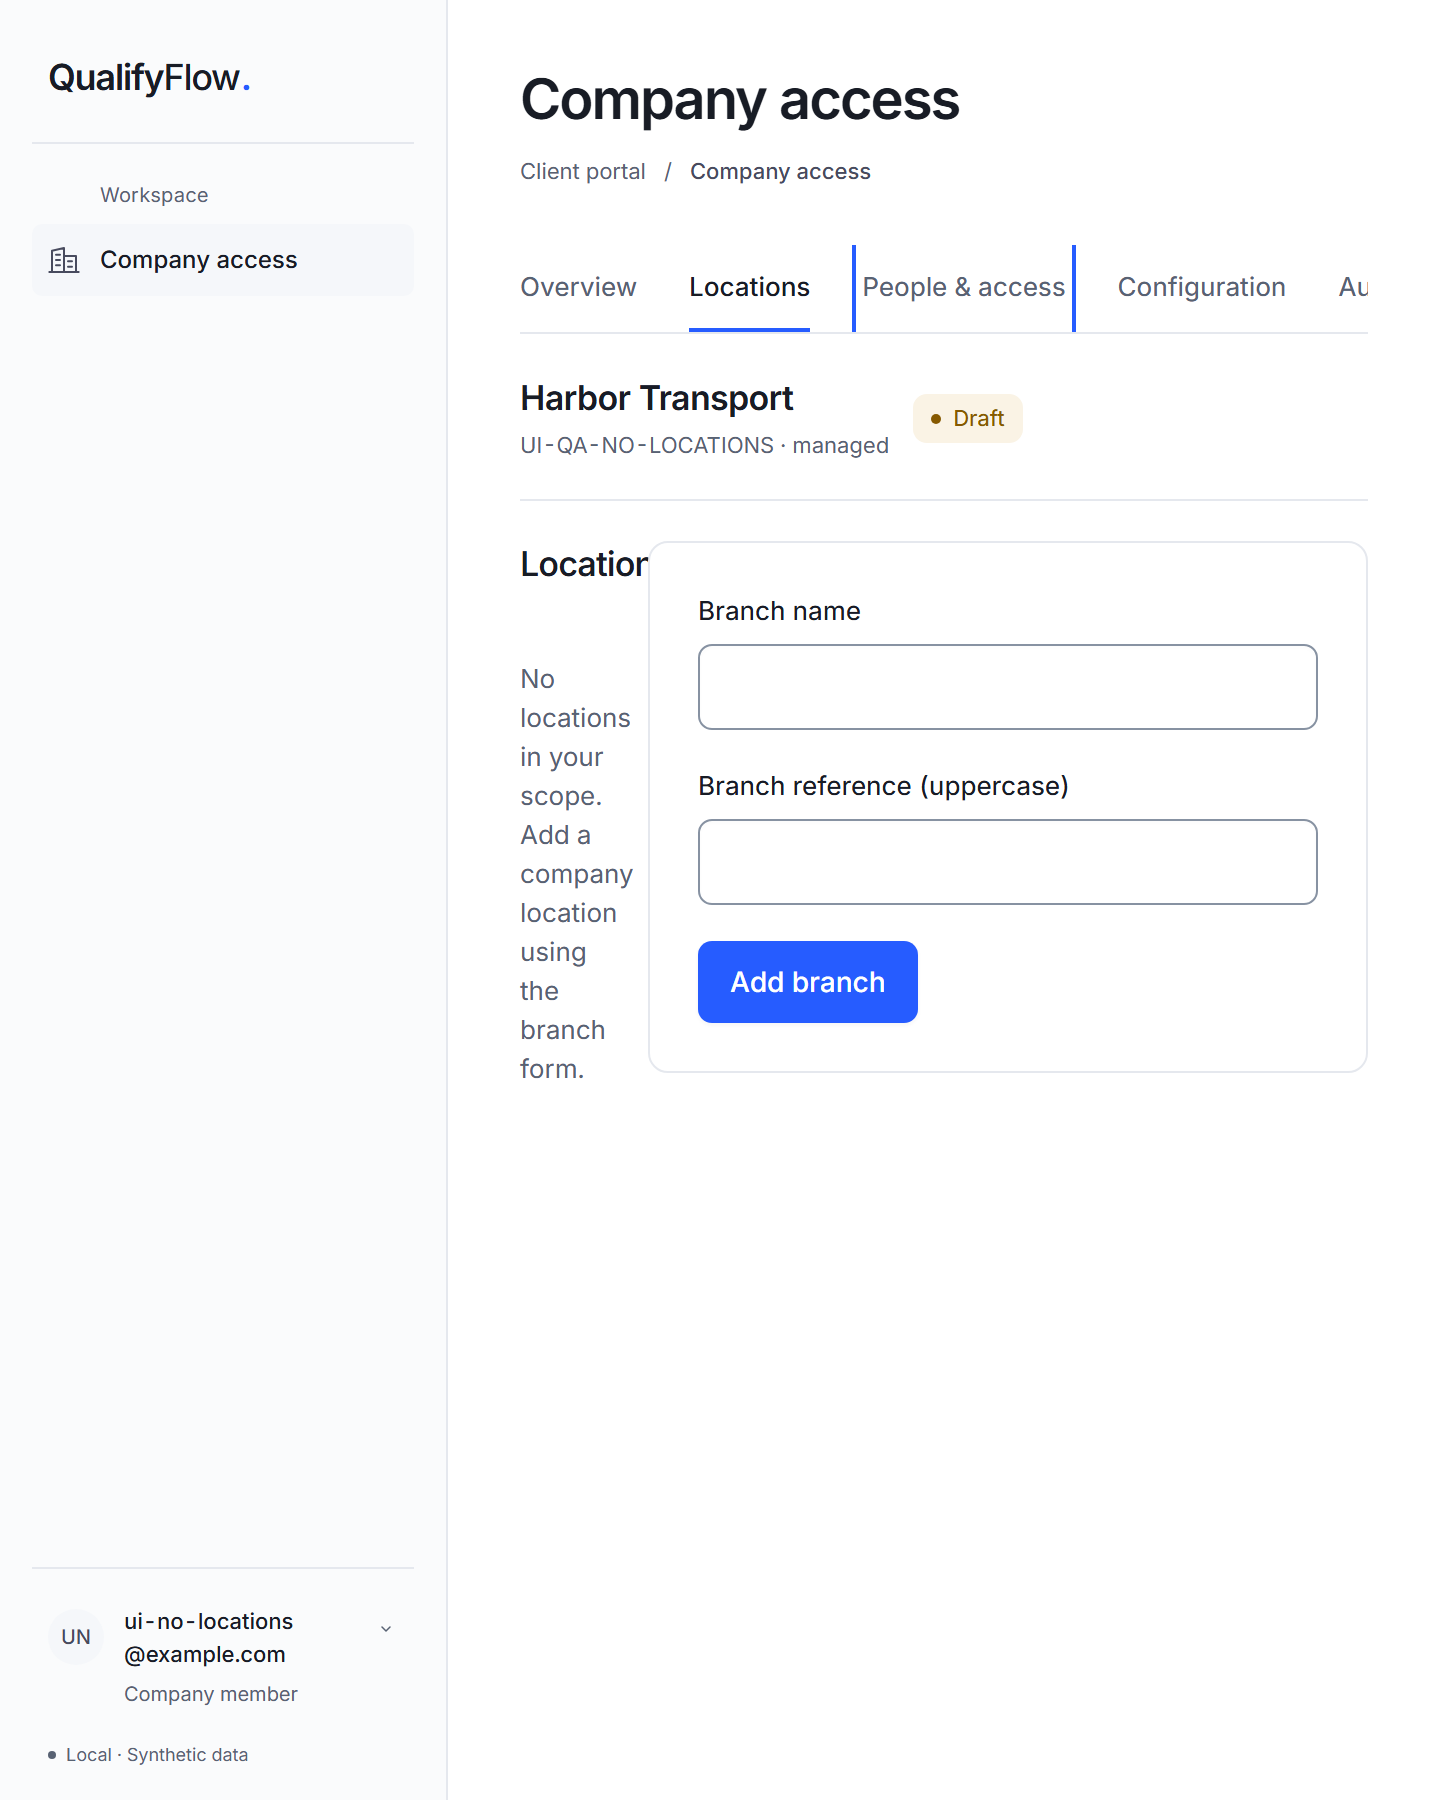 QualifyFlow.
Workspace
Company access
Company access
Client portal / Company access
Overview Locations People & access Configuration Au
Harbor Transport
UI-QA-NO-LOCATIONS · managed
Draft
Location
No
locations
in your
scope.
Add a
company
location
using
the
branch
form.
Branch name
Branch reference (uppercase)
Add branch
UN
ui-no-locations
@example.com
Company member
Local · Synthetic data